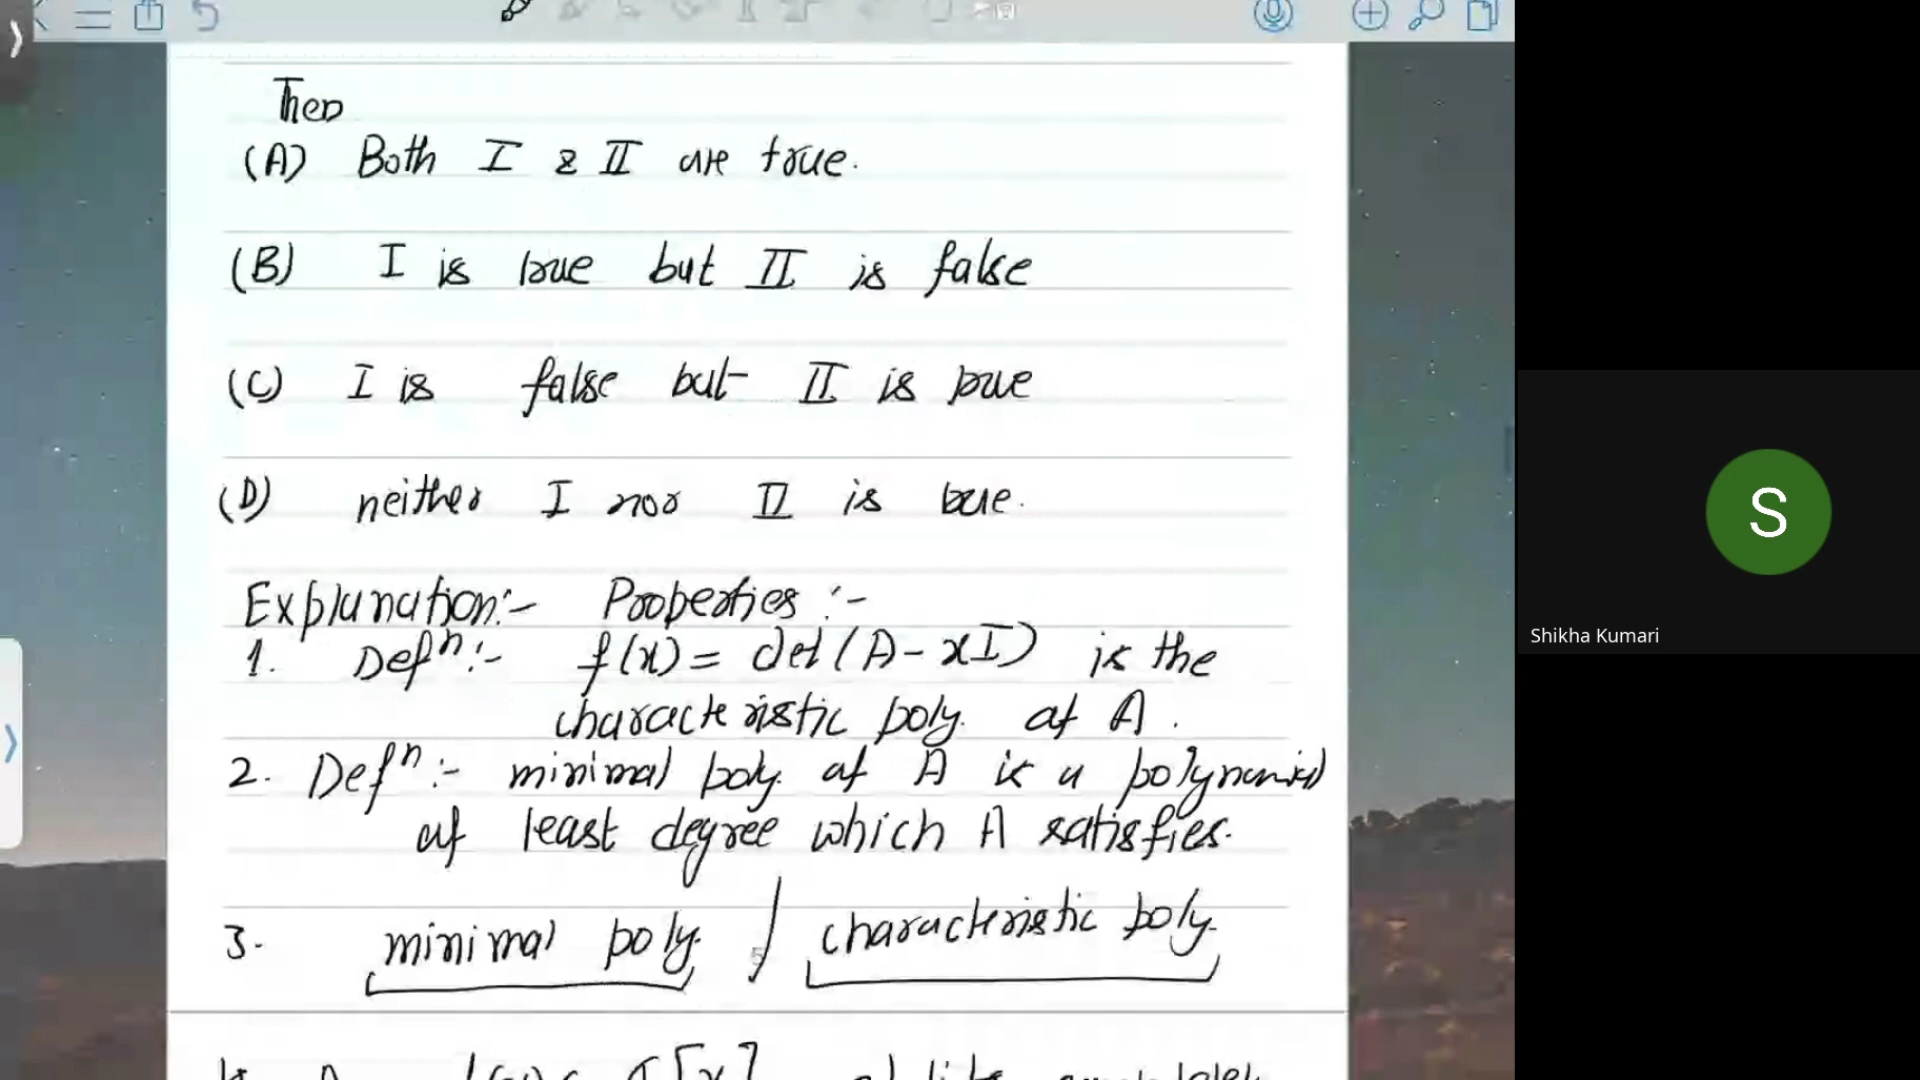 Then
(A) Both I & II are true.
(B) I is true but II is false
(C) I is false but II is true
(D) neither I nor II is true.
Explanation:- Properties :-
1. Defⁿ:- f(x) = det(A - xI) is the
characteristic poly. of A.
2. Defⁿ:- minimal poly. of A is a polynomial
of least degree which A satisfies.
3. minimal poly. / characteristic poly.
S
Shikha Kumari